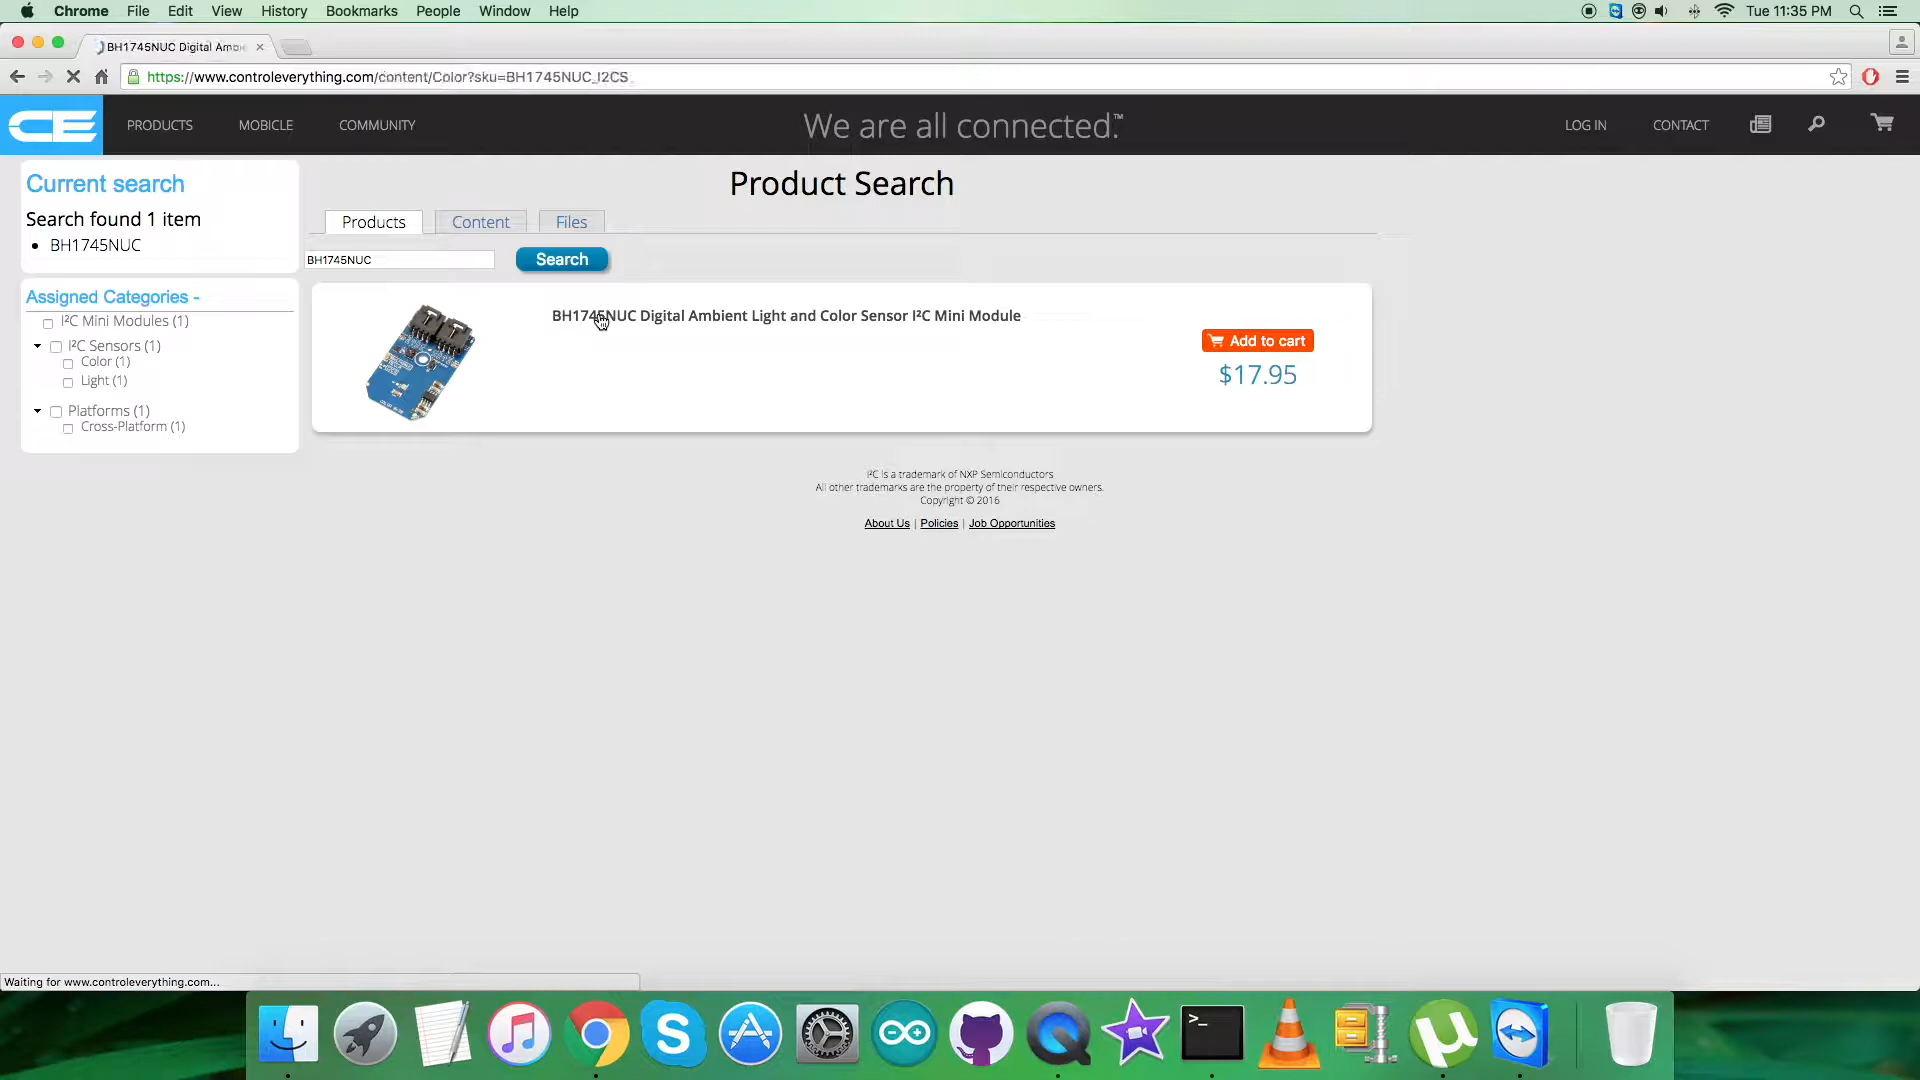 Chrome File Edit View History Bookmarks People Window Help Tue 11:35 PM
BH1745NUC Digital Ambi
https://www.controleverything.com/content/Color?sku=BH1745NUC_I2CS
CE PRODUCTS MOBICLE COMMUNITY We are all connected.™ LOG IN CONTACT
Current search
Search found 1 item
• BH1745NUC
Assigned Categories -
I²C Mini Modules (1)
I²C Sensors (1)
Color (1)
Light (1)
Platforms (1)
Cross-Platform (1)
Product Search
Products Content Files
BH1745NUC Search
BH1745NUC Digital Ambient Light and Color Sensor I²C Mini Module
Add to cart
$17.95
I²C is a trademark of NXP Semiconductors
All other trademarks are the property of their respective owners.
Copyright © 2016
About Us | Policies | Job Opportunities
Waiting for www.controleverything.com...